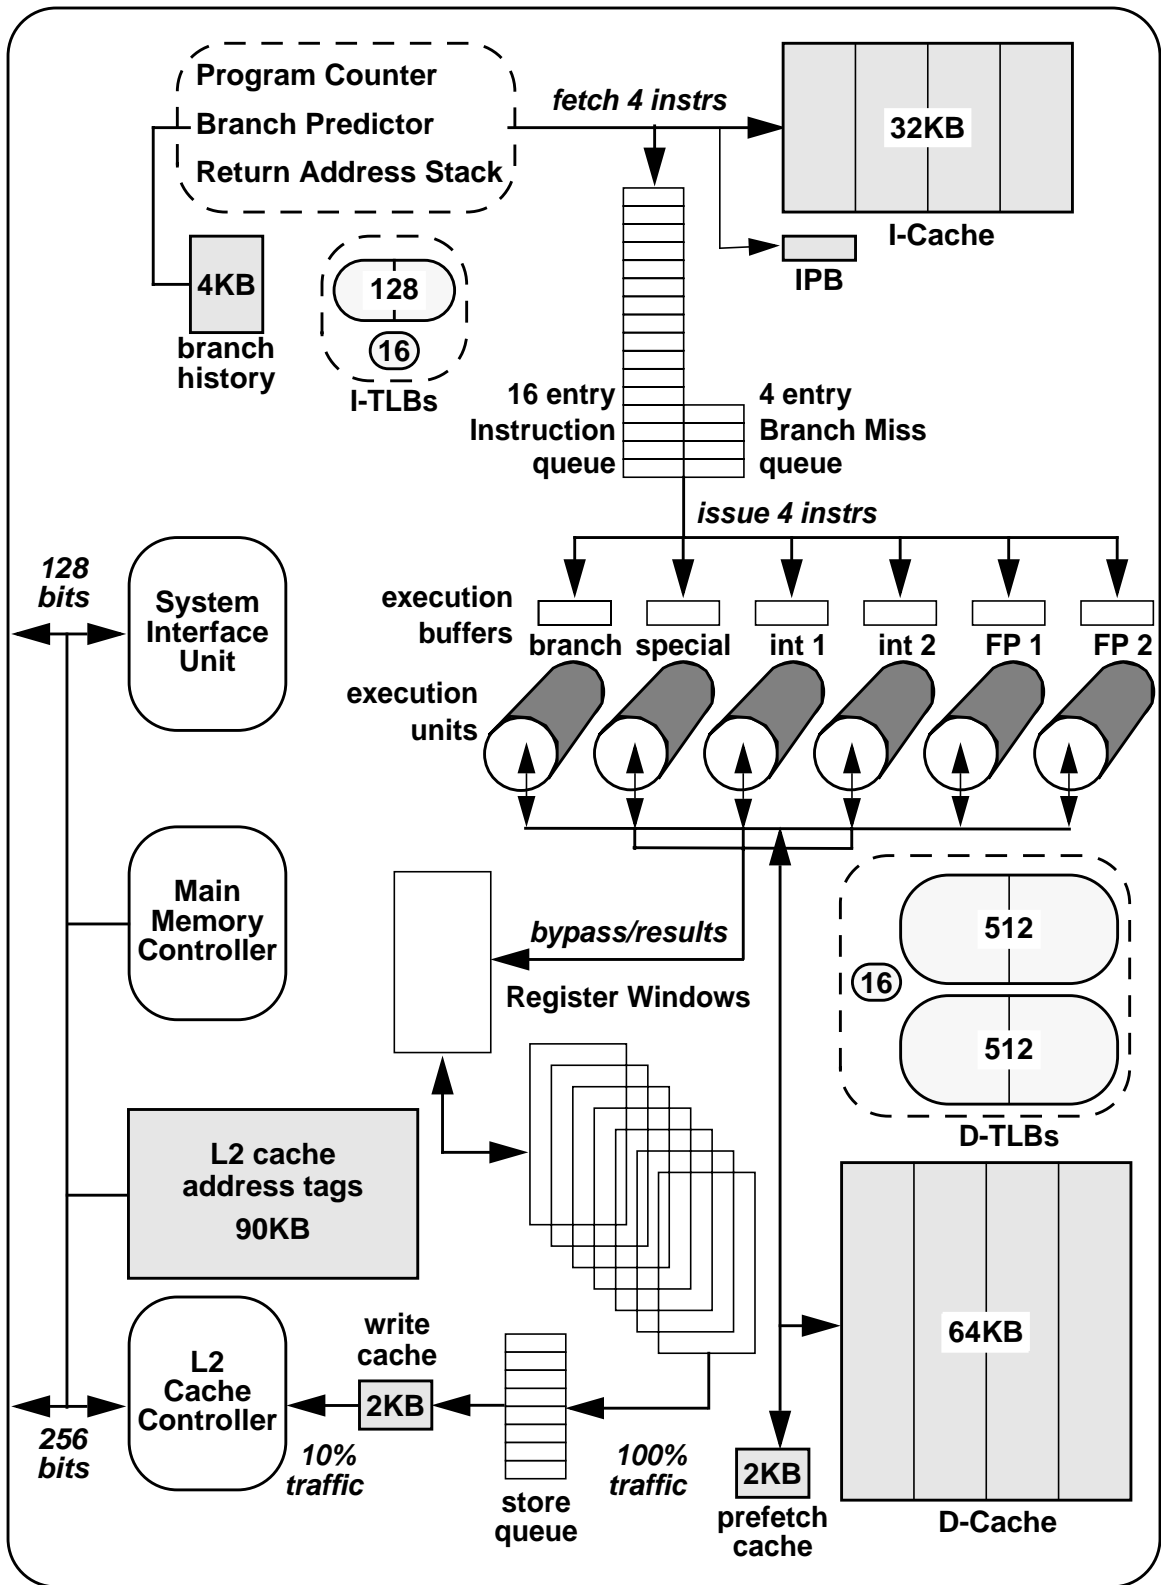 Program Counter
Branch Predictor
Return Address Stack
fetch 4 instrs
32KB
I-Cache
IPB
4KB
branch
history
128
16
I-TLBs
16 entry
Instruction
queue
4 entry
Branch Miss
queue
issue 4 instrs
128
bits
System
Interface
Unit
execution
buffers
branch
special
int 1
int 2
FP 1
FP 2
execution
units
Main
Memory
Controller
bypass/results
Register Windows
512
16
512
D-TLBs
L2 cache
address tags
90KB
64KB
D-Cache
L2
Cache
Controller
256
bits
write
cache
2KB
10%
traffic
store
queue
100%
traffic
2KB
prefetch
cache